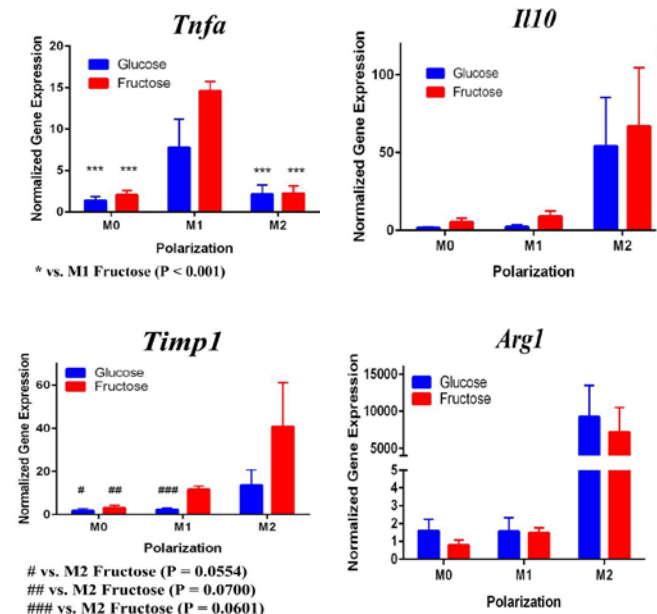 Tnfa
Normalized Gene Expression
20
15
10
5
0
Glucose
Fructose
***
***
***
***
M0
M1
M2
Polarization
* vs. M1 Fructose (P < 0.001)
Il10
Normalized Gene Expression
100
50
0
Glucose
Fructose
M0
M1
M2
Polarization
Timp1
Normalized Gene Expression
60
40
20
0
Glucose
Fructose
#
##
###
M0
M1
M2
Polarization
# vs. M2 Fructose (P = 0.0554)
## vs. M2 Fructose (P = 0.0700)
### vs. M2 Fructose (P = 0.0601)
Arg1
Normalized Gene Expression
15000
10000
5000
5
4
3
2
1
0
Glucose
Fructose
M0
M1
M2
Polarization